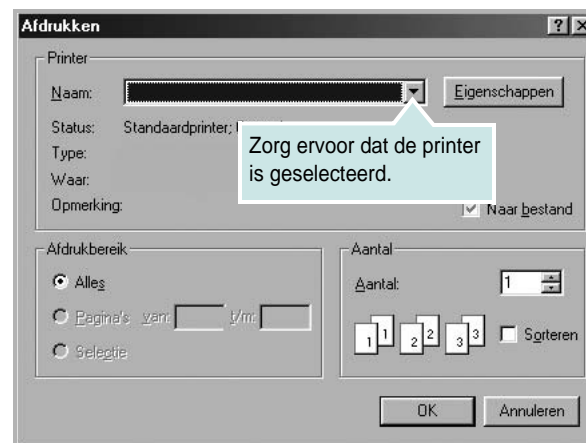 Afdrukken
Printer
Naam:
Eigenschappen
Status: Standaardprinter;
Zorg ervoor dat de printer
is geselecteerd.
Type:
Waar:
Opmerking:
Naar bestand
Afdrukbereik
Alles
Pagina's van: t/m:
Selectie
Aantal
Aantal: 1
1 1 2 2 3 3
Sorteren
OK
Annuleren